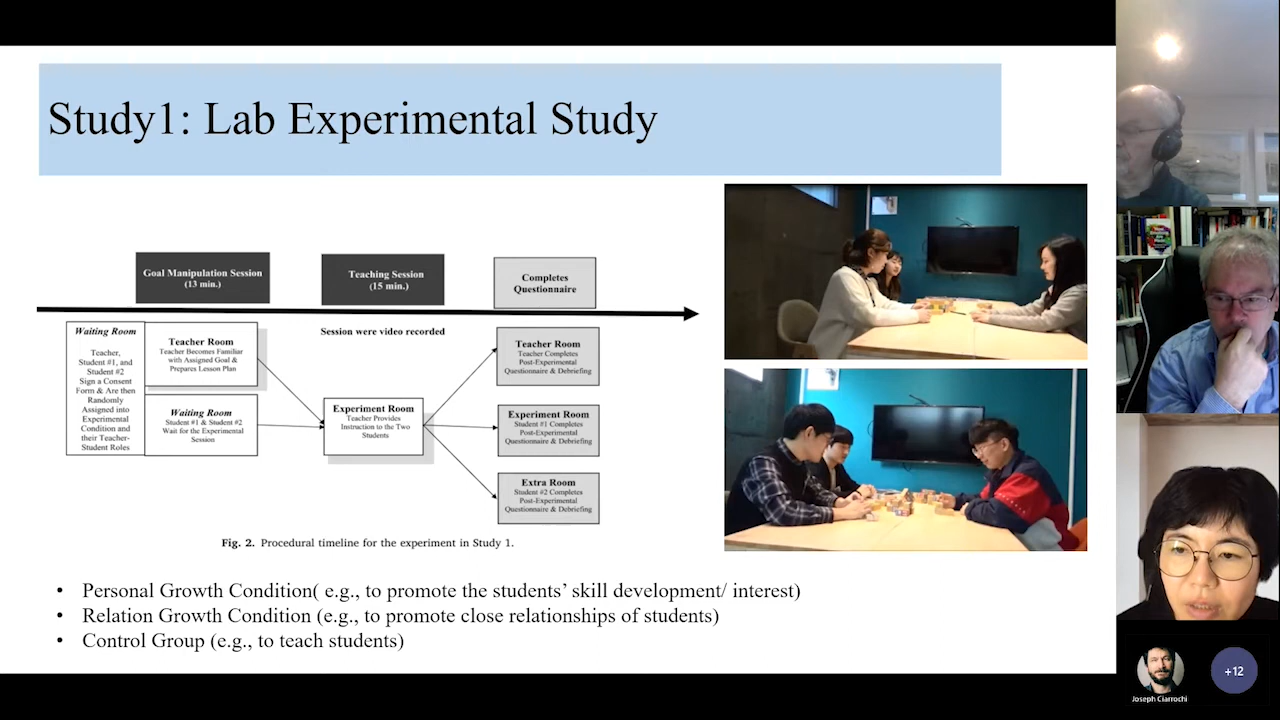 Study1: Lab Experimental Study
Goal Manipulation Session
(13 min.)
Teaching Session
(15 min.)
Completes
Questionnaire
Waiting Room
Teacher,
Student #1, and
Student #2
Sign a Consent
Form & Are then
Randomly
Assigned into
Experimental
Condition and
their Teacher-
Student Roles
Teacher Room
Teacher Becomes Familiar
with Assigned Goal &
Prepares Lesson Plan
Waiting Room
Student #1 & Student #2
Wait for the Experimental
Session
Session were video recorded
Experiment Room
Teacher Provides
Instruction to the Two
Students
Teacher Room
Teacher Completes
Post-Experimental
Questionnaire & Debriefing
Experiment Room
Student #1 Completes
Post-Experimental
Questionnaire & Debriefing
Extra Room
Student #2 Completes
Post-Experimental
Questionnaire & Debriefing
Fig. 2. Procedural timeline for the experiment in Study 1.
• Personal Growth Condition( e.g., to promote the students’ skill development/ interest)
• Relation Growth Condition (e.g., to promote close relationships of students)
• Control Group (e.g., to teach students)
Joseph Ciarrochi
+12